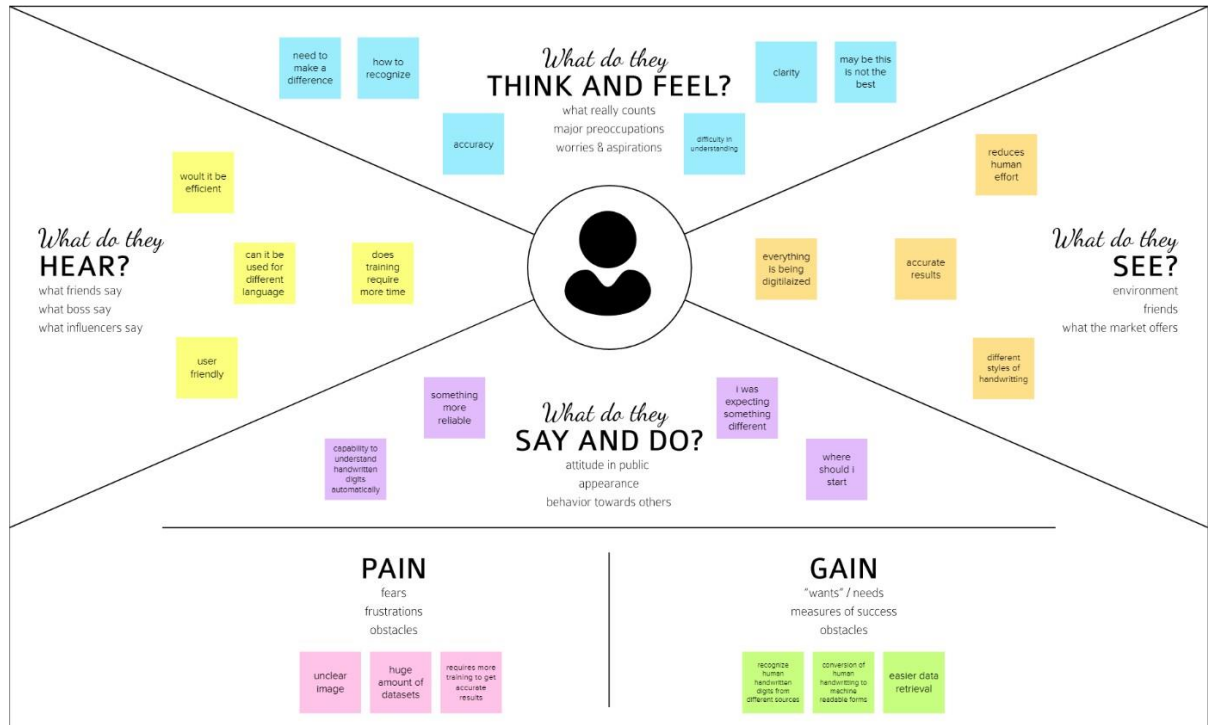 What do they
THINK AND FEEL?
what really counts
major preoccupations
worries & aspirations
need to
make a
difference
how to
recognize
accuracy
clarity
may be this
is not the
best
difficulty in
understanding
What do they
HEAR?
what friends say
what boss say
what influencers say
woult it be
efficient
can it be
used for
different
language
does
training
require
more time
user
friendly
What do they
SEE?
environment
friends
what the market offers
reduces
human
effort
everything
is being
digitilaized
accurate
results
different
styles of
handwritting
What do they
SAY AND DO?
attitude in public
appearance
behavior towards others
something
more
reliable
capability to
understand
handwritten
digits
automatically
i was
expecting
something
different
where
should i
start
PAIN
fears
frustrations
obstacles
unclear
image
huge
amount of
datasets
requires more
training to get
accurate
results
GAIN
"wants" / needs
measures of success
obstacles
recognize
human
handwritten
digits from
different sources
conversion of
human
handwritting to
machine
readable forms
easier data
retrieval